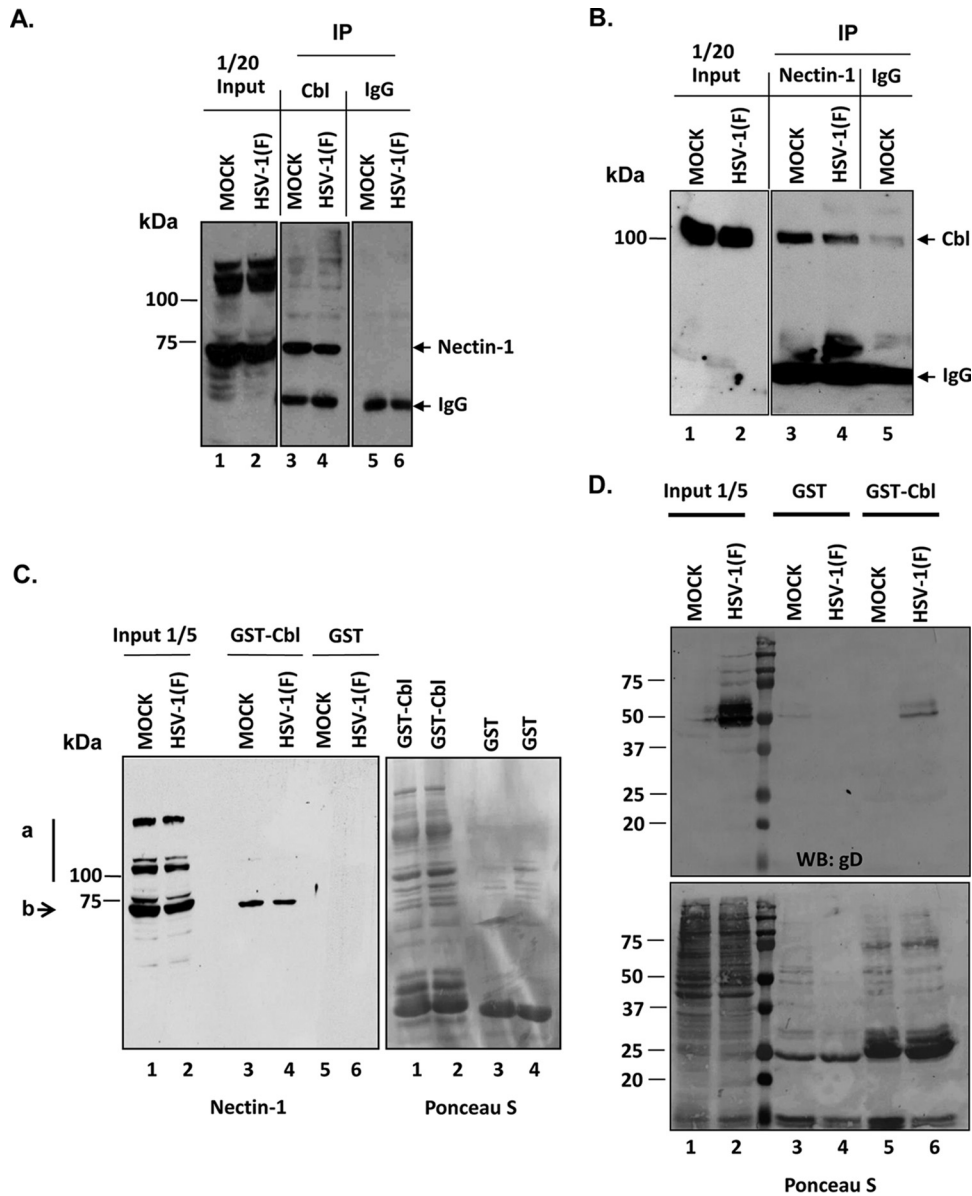 A.
IP
1/20
Input
Cbl
IgG
MOCK
HSV-1(F)
MOCK
HSV-1(F)
MOCK
HSV-1(F)
kDa
100
75
Nectin-1
IgG
1 2 3 4 5 6
B.
IP
1/20
Input
Nectin-1
IgG
MOCK
HSV-1(F)
MOCK
HSV-1(F)
MOCK
kDa
100
Cbl
IgG
1 2 3 4 5
C.
Input 1/5
GST-Cbl
GST
MOCK
HSV-1(F)
MOCK
HSV-1(F)
MOCK
HSV-1(F)
GST-Cbl
GST-Cbl
GST
GST
kDa
a
100
b
75
1 2 3 4 5 6
1 2 3 4
Nectin-1
Ponceau S
D.
Input 1/5
GST
GST-Cbl
MOCK
HSV-1(F)
MOCK
HSV-1(F)
MOCK
HSV-1(F)
75
50
37
25
20
WB: gD
75
50
37
25
20
1 2 3 4 5 6
Ponceau S